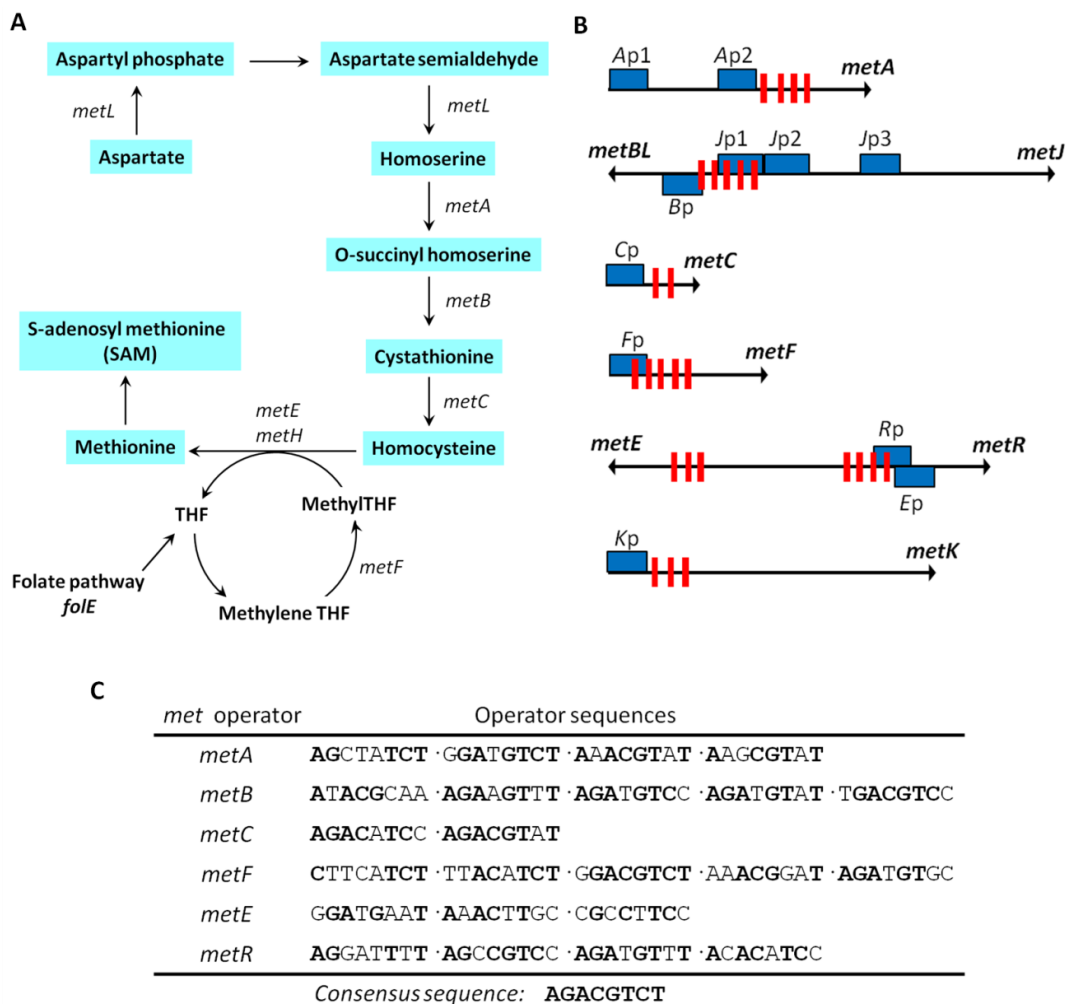 A
Aspartyl phosphate
Aspartate semialdehyde
metL
metL
Aspartate
Homoserine
metA
O-succinyl homoserine
metB
S-adenosyl methionine
(SAM)
Cystathionine
metC
metE
metH
Methionine
Homocysteine
THF
MethylTHF
metF
Folate pathway
folE
Methylene THF
B
Ap1
Ap2
metA
metBL
Jp1
Jp2
Jp3
metJ
Bp
Cp
metC
Fp
metF
metE
Rp
metR
Ep
Kp
metK
C
met operator Operator sequences
metA AGCTATCT·GGATGTCT·AAACGTAT·AAGCGTAT
metB ATACGCAA·AGAAGTTT·AGATGTCC·AGATGTAT·TGACGTCC
metC AGACATCC·AGACGTAT
metF CTTCATCT·TTACATCT·GGACGTCT·AAACGGAT·AGATGTGC
metE GGATGAAT·AAACTTGC·CGCCTTCC
metR AGGATTTT·AGCCGTCC·AGATGTTT·ACACATCC
Consensus sequence: AGACGTCT